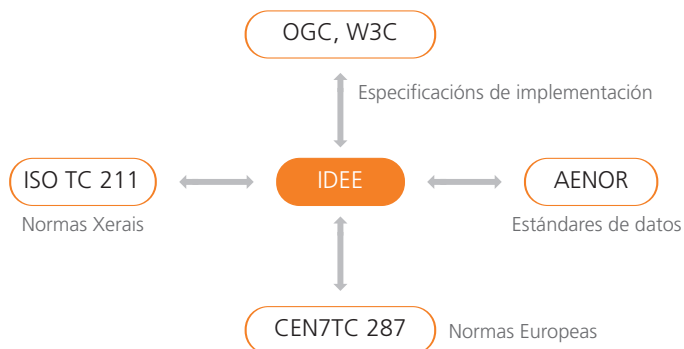 OGC, W3C
Especificacións de implementación
ISO TC 211
IDEE
AENOR
Normas Xerais
Estándares de datos
CEN7TC 287
Normas Europeas